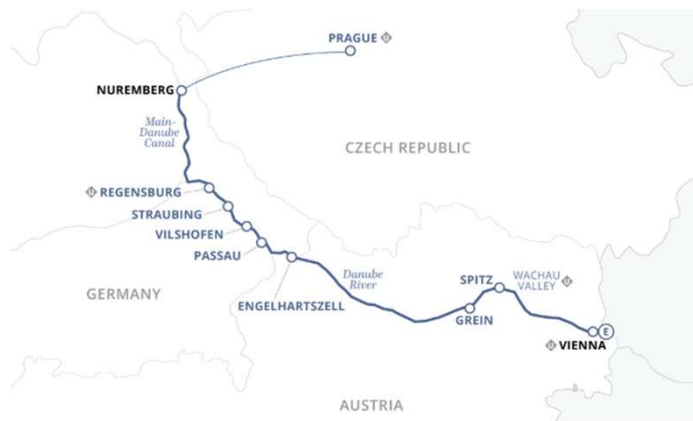 PRAGUE
NUREMBERG
Main-
Danube
Canal
CZECH REPUBLIC
REGENSBURG
STRAUBING
VILSHOFEN
PASSAU
GERMANY
ENGELHARTSZELL
Danube
River
SPITZ
WACHAU
VALLEY
GREIN
E
VIENNA
AUSTRIA